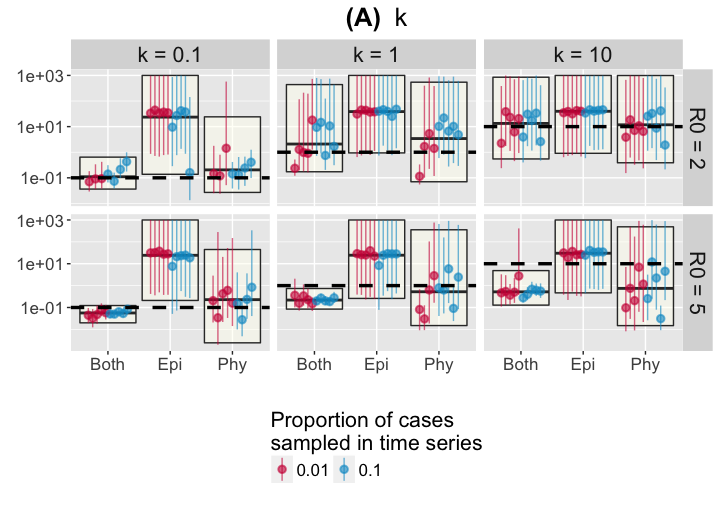 (A) k
k = 0.1
k = 1
k = 10
1e+03
1e+01
1e-01
R0 = 2
1e+03
1e+01
1e-01
R0 = 5
Both Epi Phy
Both Epi Phy
Both Epi Phy
Proportion of cases
sampled in time series
0.01 0.1